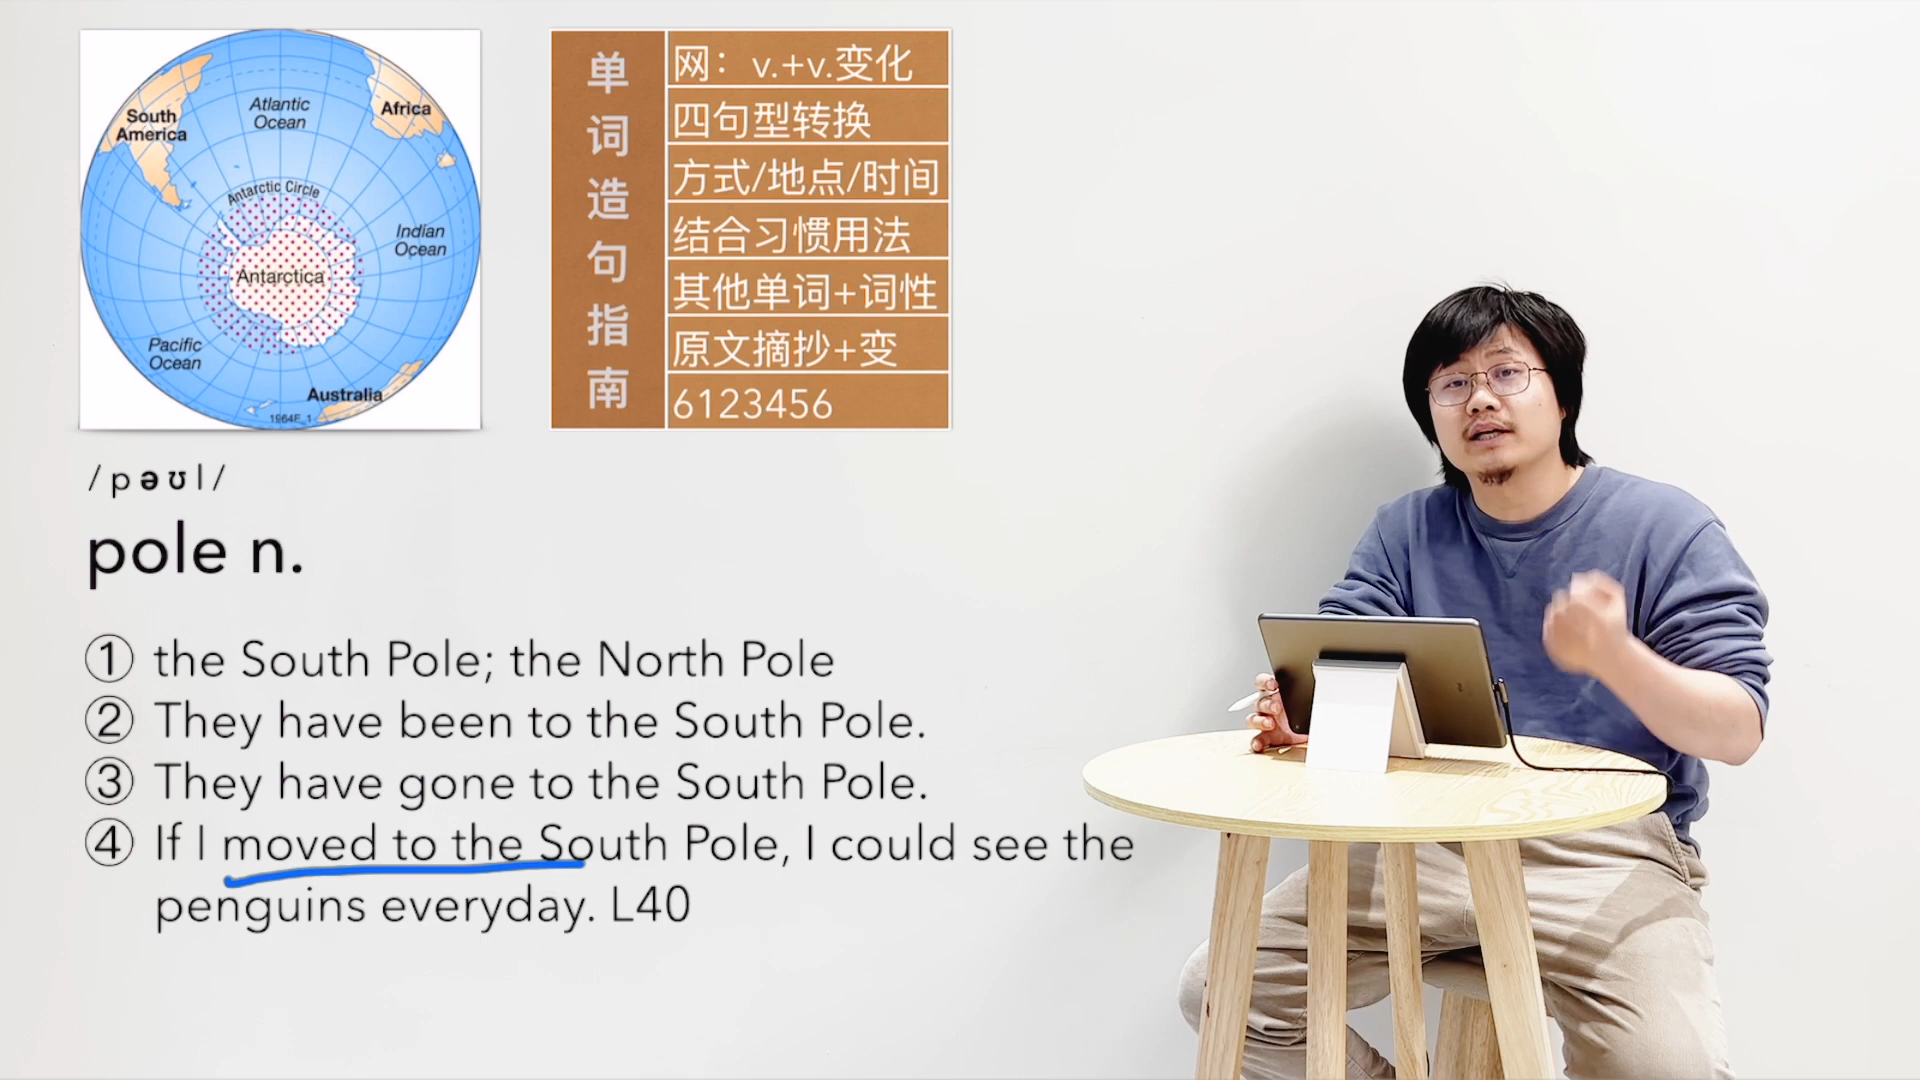 South
America
Atlantic
Ocean
Africa
Antarctic Circle
Indian
Ocean
Antarctica
Pacific
Ocean
Australia
1964E_1
单词造句指南
网：v.+v.变化
四句型转换
方式/地点/时间
结合习惯用法
其他单词+词性
原文摘抄+变
6123456
/pəʊl/
pole n.
① the South Pole; the North Pole
② They have been to the South Pole.
③ They have gone to the South Pole.
④ If I moved to the South Pole, I could see the
penguins everyday. L40